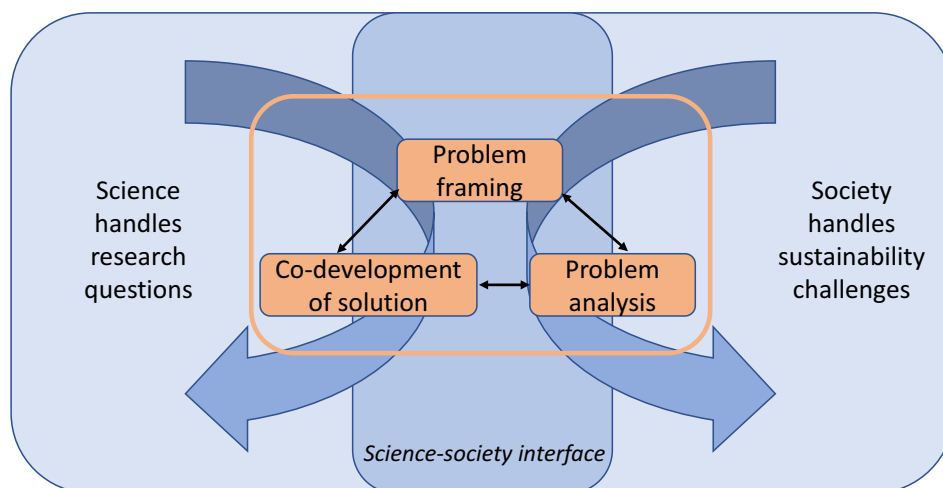 Problem
framing
Science
handles
research
questions
Society
handles
sustainability
challenges
Co-development
of solution
Problem
analysis
Science-society interface